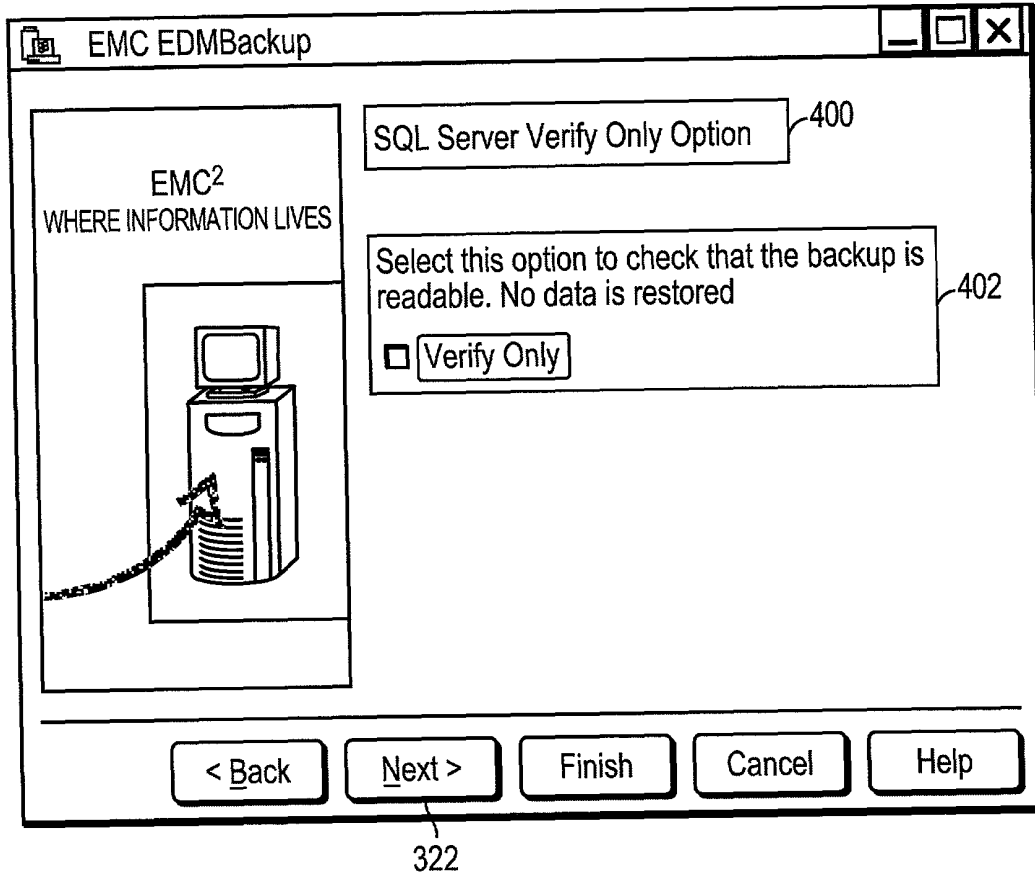 EMC EDMBackup
EMC²
WHERE INFORMATION LIVES
SQL Server Verify Only Option
400
Select this option to check that the backup is
readable. No data is restored
402
Verify Only
< Back
Next >
Finish
Cancel
Help
322